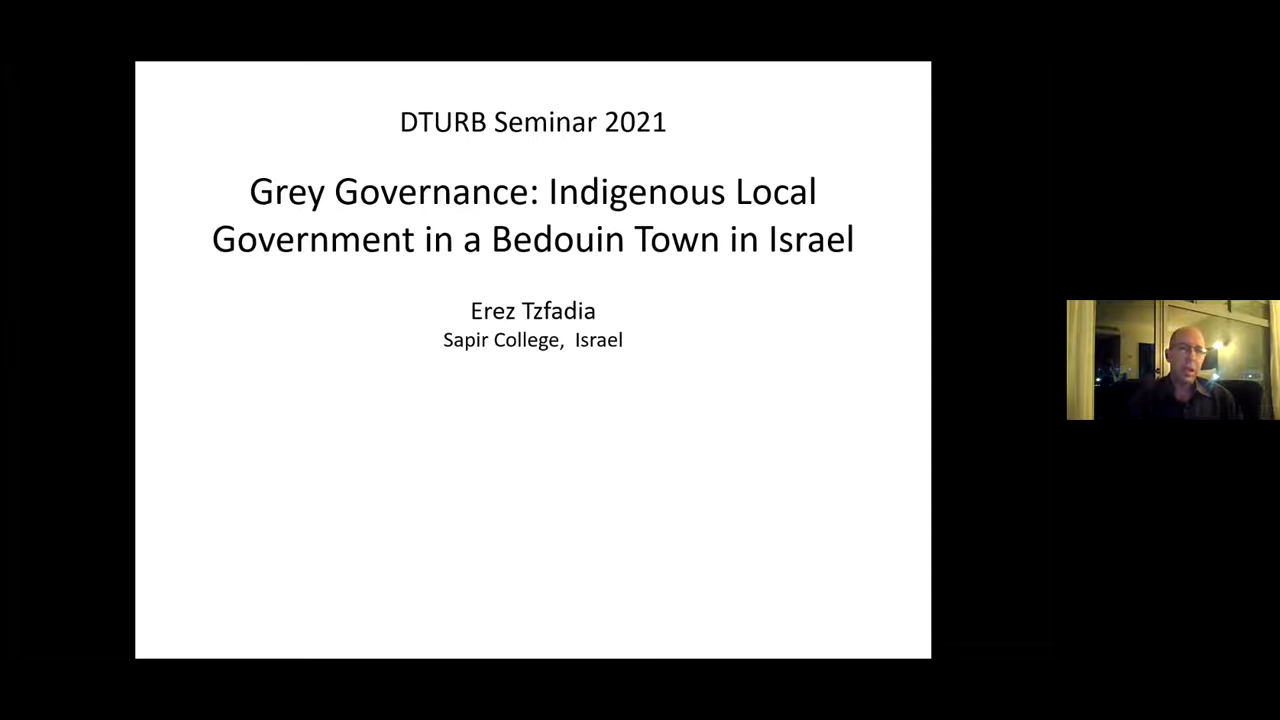 DTURB Seminar 2021
Grey Governance: Indigenous Local
Government in a Bedouin Town in Israel
Erez Tzfadia
Sapir College, Israel